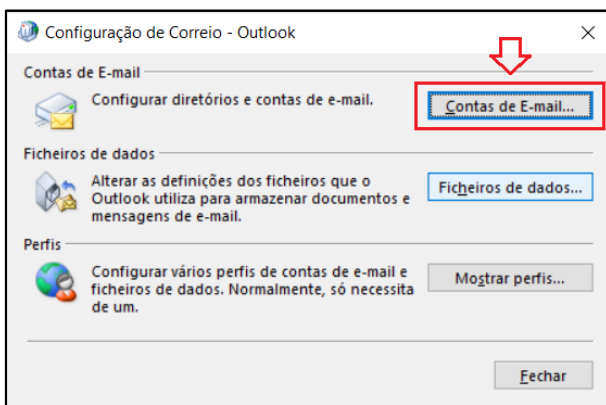 Configuração de Correio - Outlook
Contas de E-mail
Configurar diretórios e contas de e-mail.
Contas de E-mail...
Ficheiros de dados
Alterar as definições dos ficheiros que o
Outlook utiliza para armazenar documentos e
mensagens de e-mail.
Ficheiros de dados...
Perfis
Configurar vários perfis de contas de e-mail e
ficheiros de dados. Normalmente, só necessita
de um.
Mostrar perfis...
Fechar